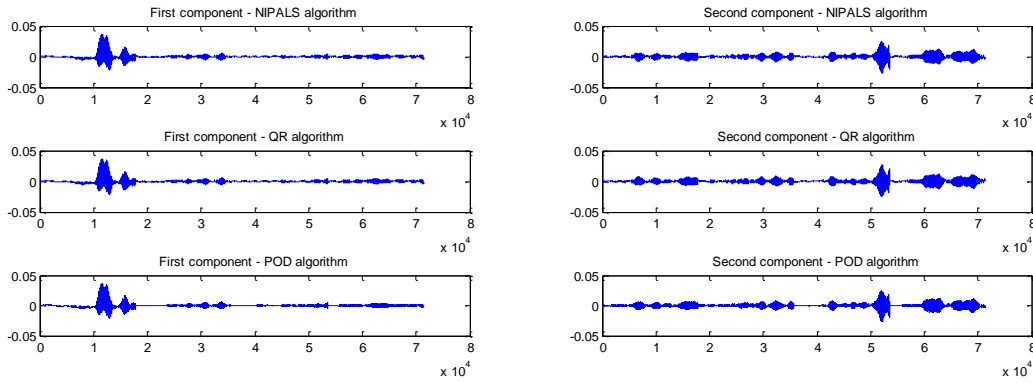 First component - NIPALS algorithm
0.05
0
-0.05
0 1 2 3 4 5 6 7 8
x 10^4
Second component - NIPALS algorithm
0.05
0
-0.05
0 1 2 3 4 5 6 7 8
x 10^4
First component - QR algorithm
0.05
0
-0.05
0 1 2 3 4 5 6 7 8
x 10^4
Second component - QR algorithm
0.05
0
-0.05
0 1 2 3 4 5 6 7 8
x 10^4
First component - POD algorithm
0.05
0
-0.05
0 1 2 3 4 5 6 7 8
x 10^4
Second component - POD algorithm
0.05
0
-0.05
0 1 2 3 4 5 6 7 8
x 10^4